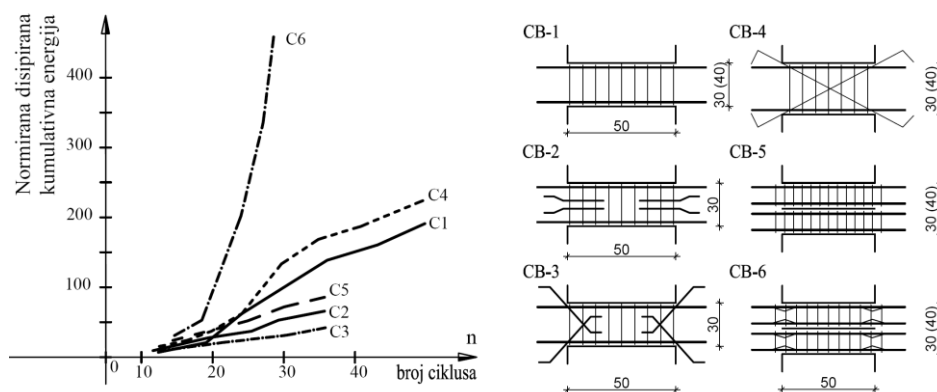 Normirana disipirana
kumulativna energija
400
300
200
100
0
10
20
30
40
n
broj ciklusa
C6
C4
C1
C5
C2
C3
CB-1
30 (40)
50
CB-2
30
50
CB-3
30
50
CB-4
30 (40)
CB-5
30 (40)
CB-6
30 (40)
50